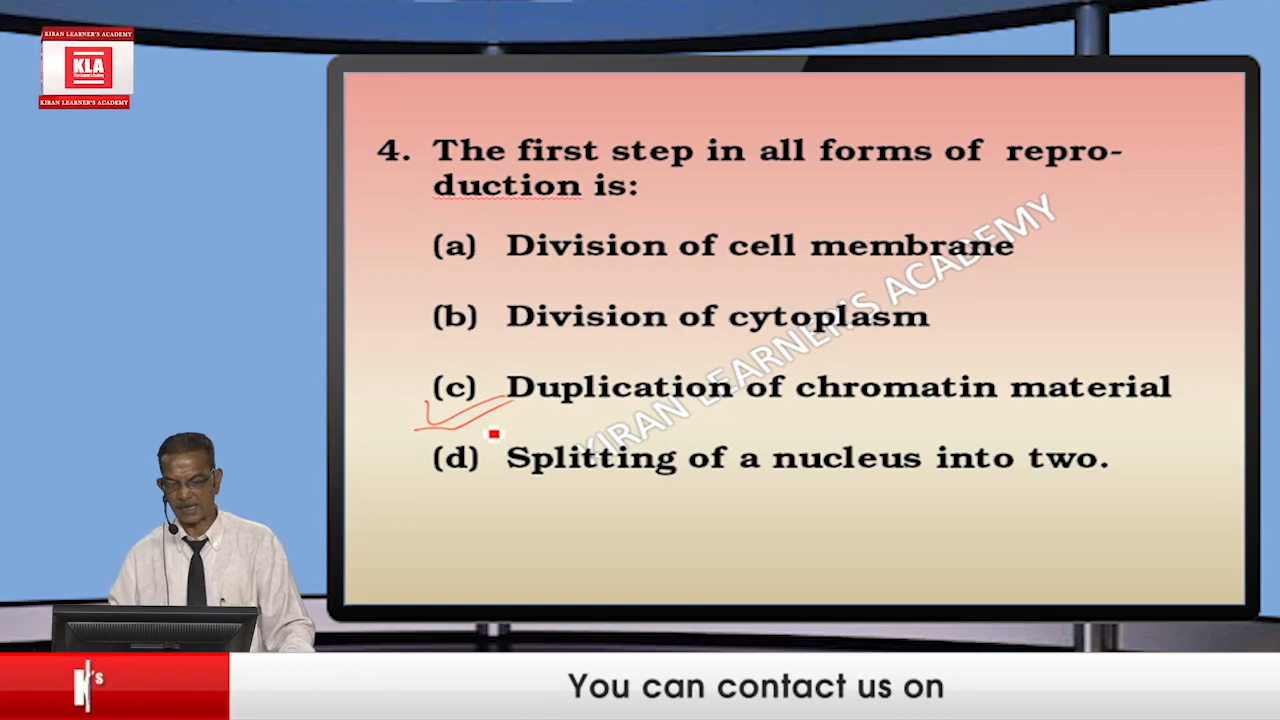 KIRAN LEARNER'S ACADEMY
KLA
KIRAN LEARNER'S ACADEMY
4. The first step in all forms of repro-
duction is:
(a) Division of cell membrane
(b) Division of cytoplasm
(c) Duplication of chromatin material
(d) Splitting of a nucleus into two.
KIRAN LEARNER'S ACADEMY
K's
You can contact us on